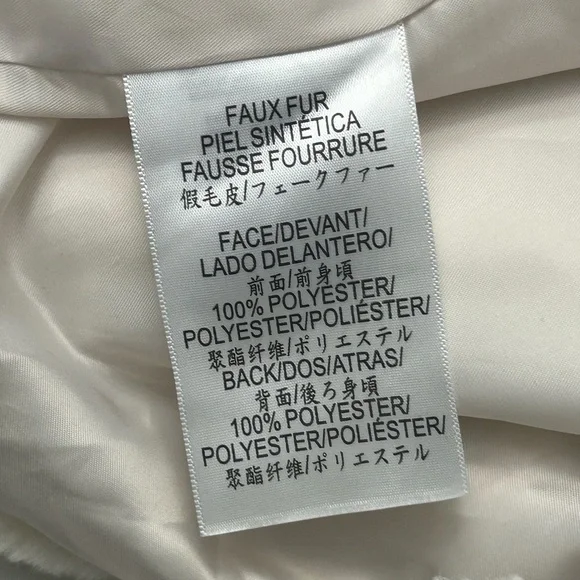 FAUX FUR
PIEL SINTÉTICA
FAUSSE FOURRURE
假毛皮/フェークファー
FACE/DEVANT/
LADO DELANTERO/
前面/前身頃
100% POLYESTER/
POLYESTER/POLIÉSTER/
聚酯纤维/ポリエステル
BACK/DOS/ATRAS/
背面/後ろ身頃
100% POLYESTER/
POLYESTER/POLIÉSTER/
聚酯纤维/ポリエステル